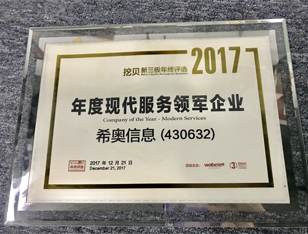 挖贝新三版年终评选 2017
年度现代服务领军企业
Company of the Year - Modern Services
希奥信息 (430632)
2017 年 12 月 21 日
December 21, 2017
wabei